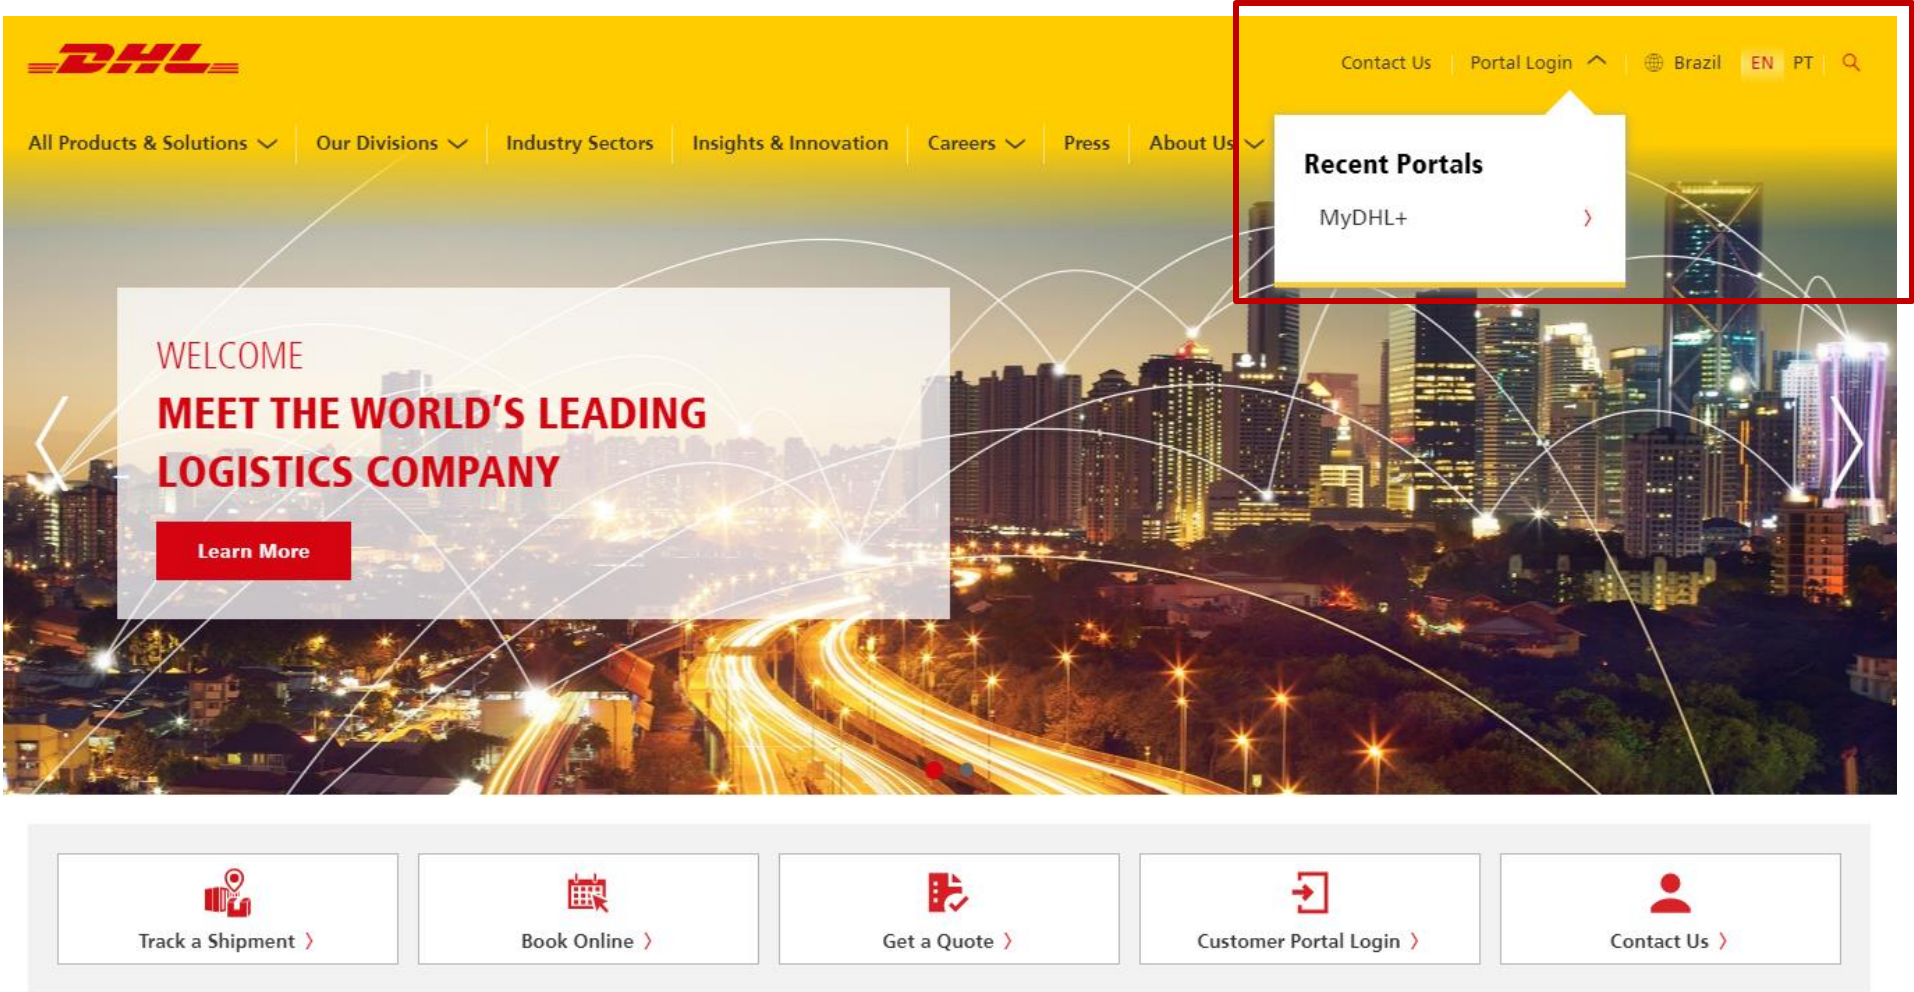 DHL
Contact Us
Portal Login
Brazil
EN
PT
All Products & Solutions
Our Divisions
Industry Sectors
Insights & Innovation
Careers
Press
About Us
Recent Portals
MyDHL+
WELCOME
MEET THE WORLD'S LEADING
LOGISTICS COMPANY
Learn More
Track a Shipment
Book Online
Get a Quote
Customer Portal Login
Contact Us